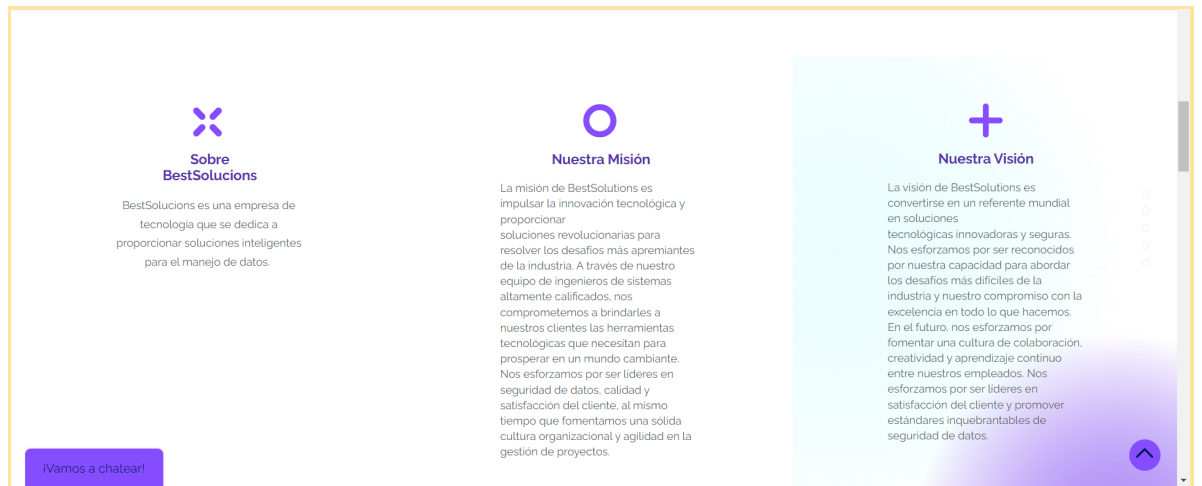 Sobre
BestSolucions
BestSolucions es una empresa de
tecnología que se dedica a
proporcionar soluciones inteligentes
para el manejo de datos.
Nuestra Misión
La misión de BestSolutions es
impulsar la innovación tecnológica y
proporcionar
soluciones revolucionarias para
resolver los desafíos más apremiantes
de la industria. A través de nuestro
equipo de ingenieros de sistemas
altamente calificados, nos
comprometemos a brindarles a
nuestros clientes las herramientas
tecnológicas que necesitan para
prosperar en un mundo cambiante.
Nos esforzamos por ser líderes en
seguridad de datos, calidad y
satisfacción del cliente, al mismo
tiempo que fomentamos una sólida
cultura organizacional y agilidad en la
gestión de proyectos.
Nuestra Visión
La visión de BestSolutions es
convertirse en un referente mundial
en soluciones
tecnológicas innovadoras y seguras.
Nos esforzamos por ser reconocidos
por nuestra capacidad para abordar
los desafíos más difíciles de la
industria y nuestro compromiso con la
excelencia en todo lo que hacemos.
En el futuro, nos esforzamos por
fomentar una cultura de colaboración,
creatividad y aprendizaje continuo
entre nuestros empleados. Nos
esforzamos por ser líderes en
satisfacción del cliente y promover
estándares inquebrantables de
seguridad de datos.
¡Vamos a chatear!